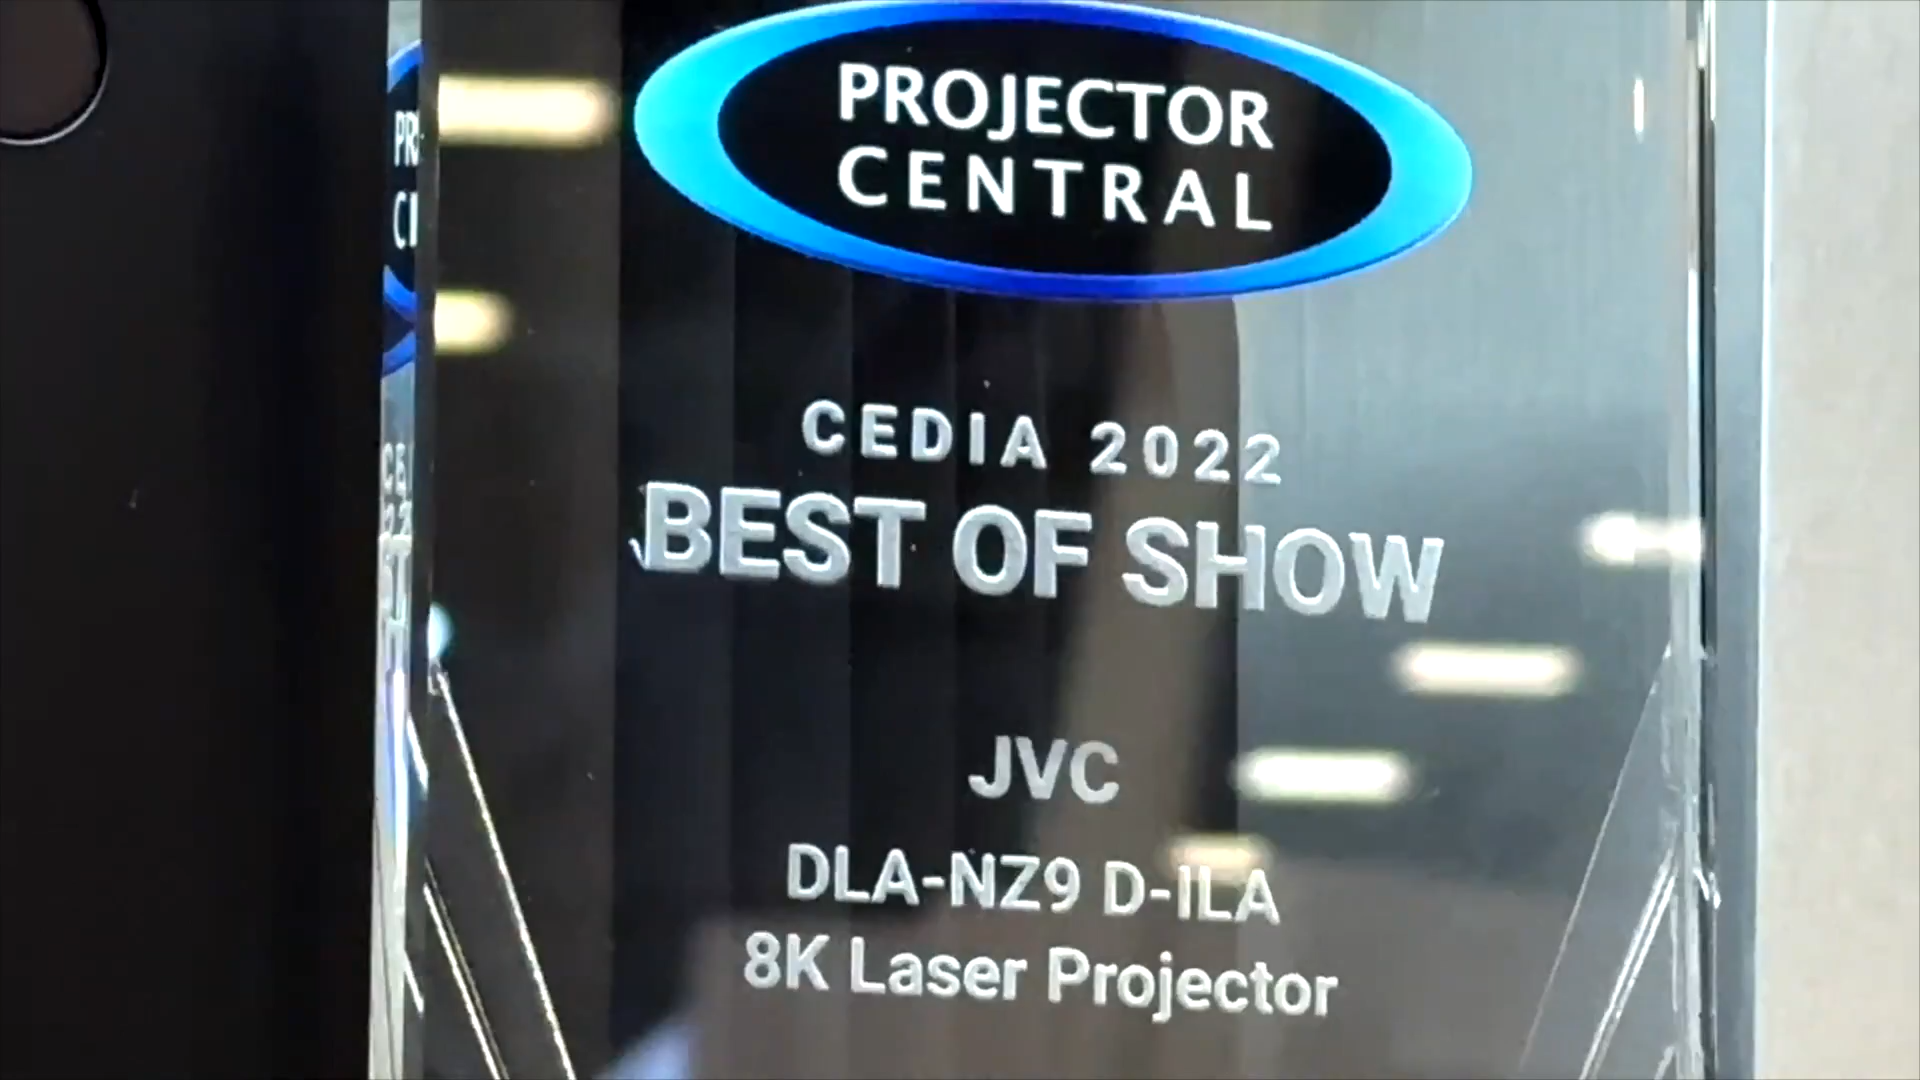 PROJECTOR
CENTRAL
CEDIA 2022
BEST OF SHOW
JVC
DLA-NZ9 D-ILA
8K Laser Projector